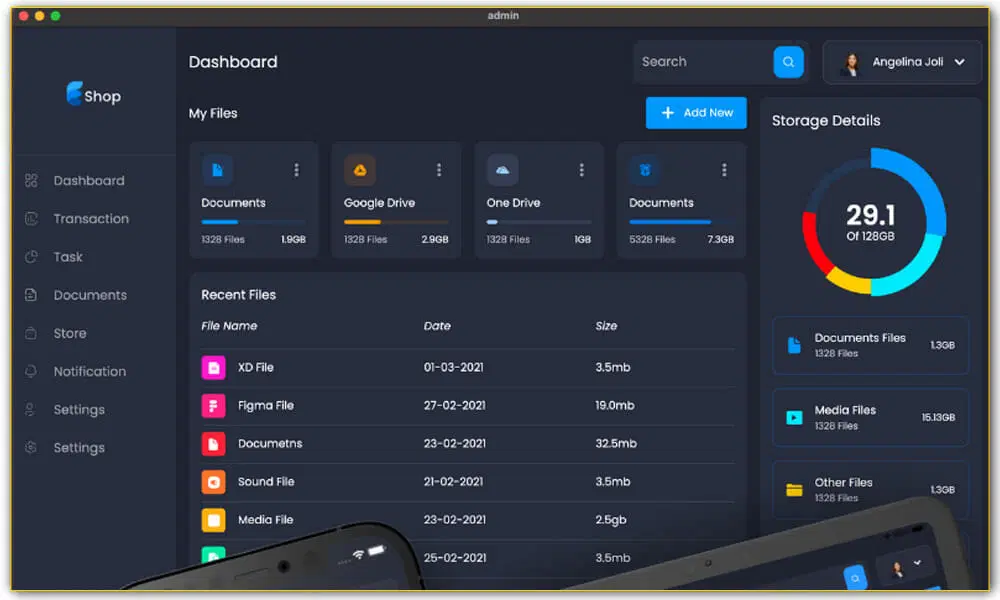 admin
Shop
Dashboard
Transaction
Task
Documents
Store
Notification
Settings
Settings
Dashboard
Search
Angelina Joli
My Files
Add New
Documents
1328 Files 1.9GB
Google Drive
1328 Files 2.9GB
One Drive
1328 Files 1GB
Documents
5328 Files 7.3GB
Recent Files
File Name Date Size
XD File 01-03-2021 3.5mb
Figma File 27-02-2021 19.0mb
Documetns 23-02-2021 32.5mb
Sound File 21-02-2021 3.5mb
Media File 23-02-2021 2.5gb
25-02-2021 3.5mb
Storage Details
29.1
Of 128GB
Documents Files
1328 Files
1.3GB
Media Files
1328 Files
15.13GB
Other Files
1328 Files
1.3GB